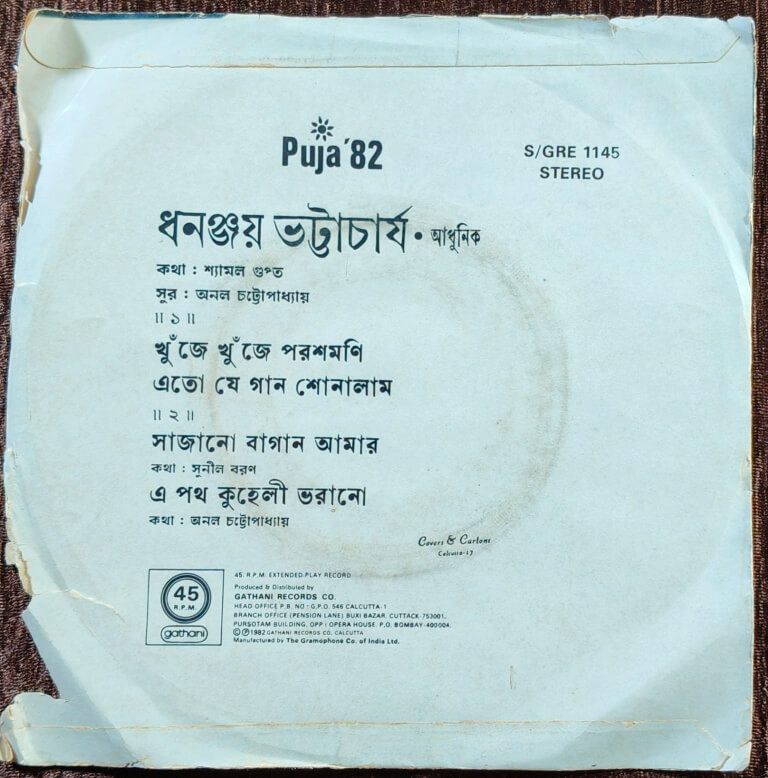 Puja '82
S/GRE 1145
STEREO
ধনঞ্জয় ভট্টাচার্য • আধুনিক
কথা : শ্যামল গুপ্ত
সুর : অনল চট্টোপাধ্যায়
॥ ১ ॥
খুঁজে খুঁজে পরশমণি
এতো যে গান শোনালাম
॥ ২ ॥
সাজানো বাগান আমার
কথা : সুনীল বরণ
এ পথ কুহেলী ভরানো
কথা : অনল চট্টোপাধ্যায়
Covers & Cartons
Calcutta-17
45
R.P.M
gathani
45. R.P.M. EXTENDED-PLAY RECORD
Produced & Distributed by
GATHANI RECORDS CO.
HEAD OFFICE P.B. NO : G.P.O. 546 CALCUTTA-1
BRANCH OFFICE (PENSION LANE) BUXI BAZAR, CUTTACK-753001,
PURSOTAM BUILDING, OPP : OPERA HOUSE, P.O. BOMBAY-400004.
©℗1982 GATHANI RECORDS CO. CALCUTTA
Manufactured by The Gramophone Co. of India Ltd.